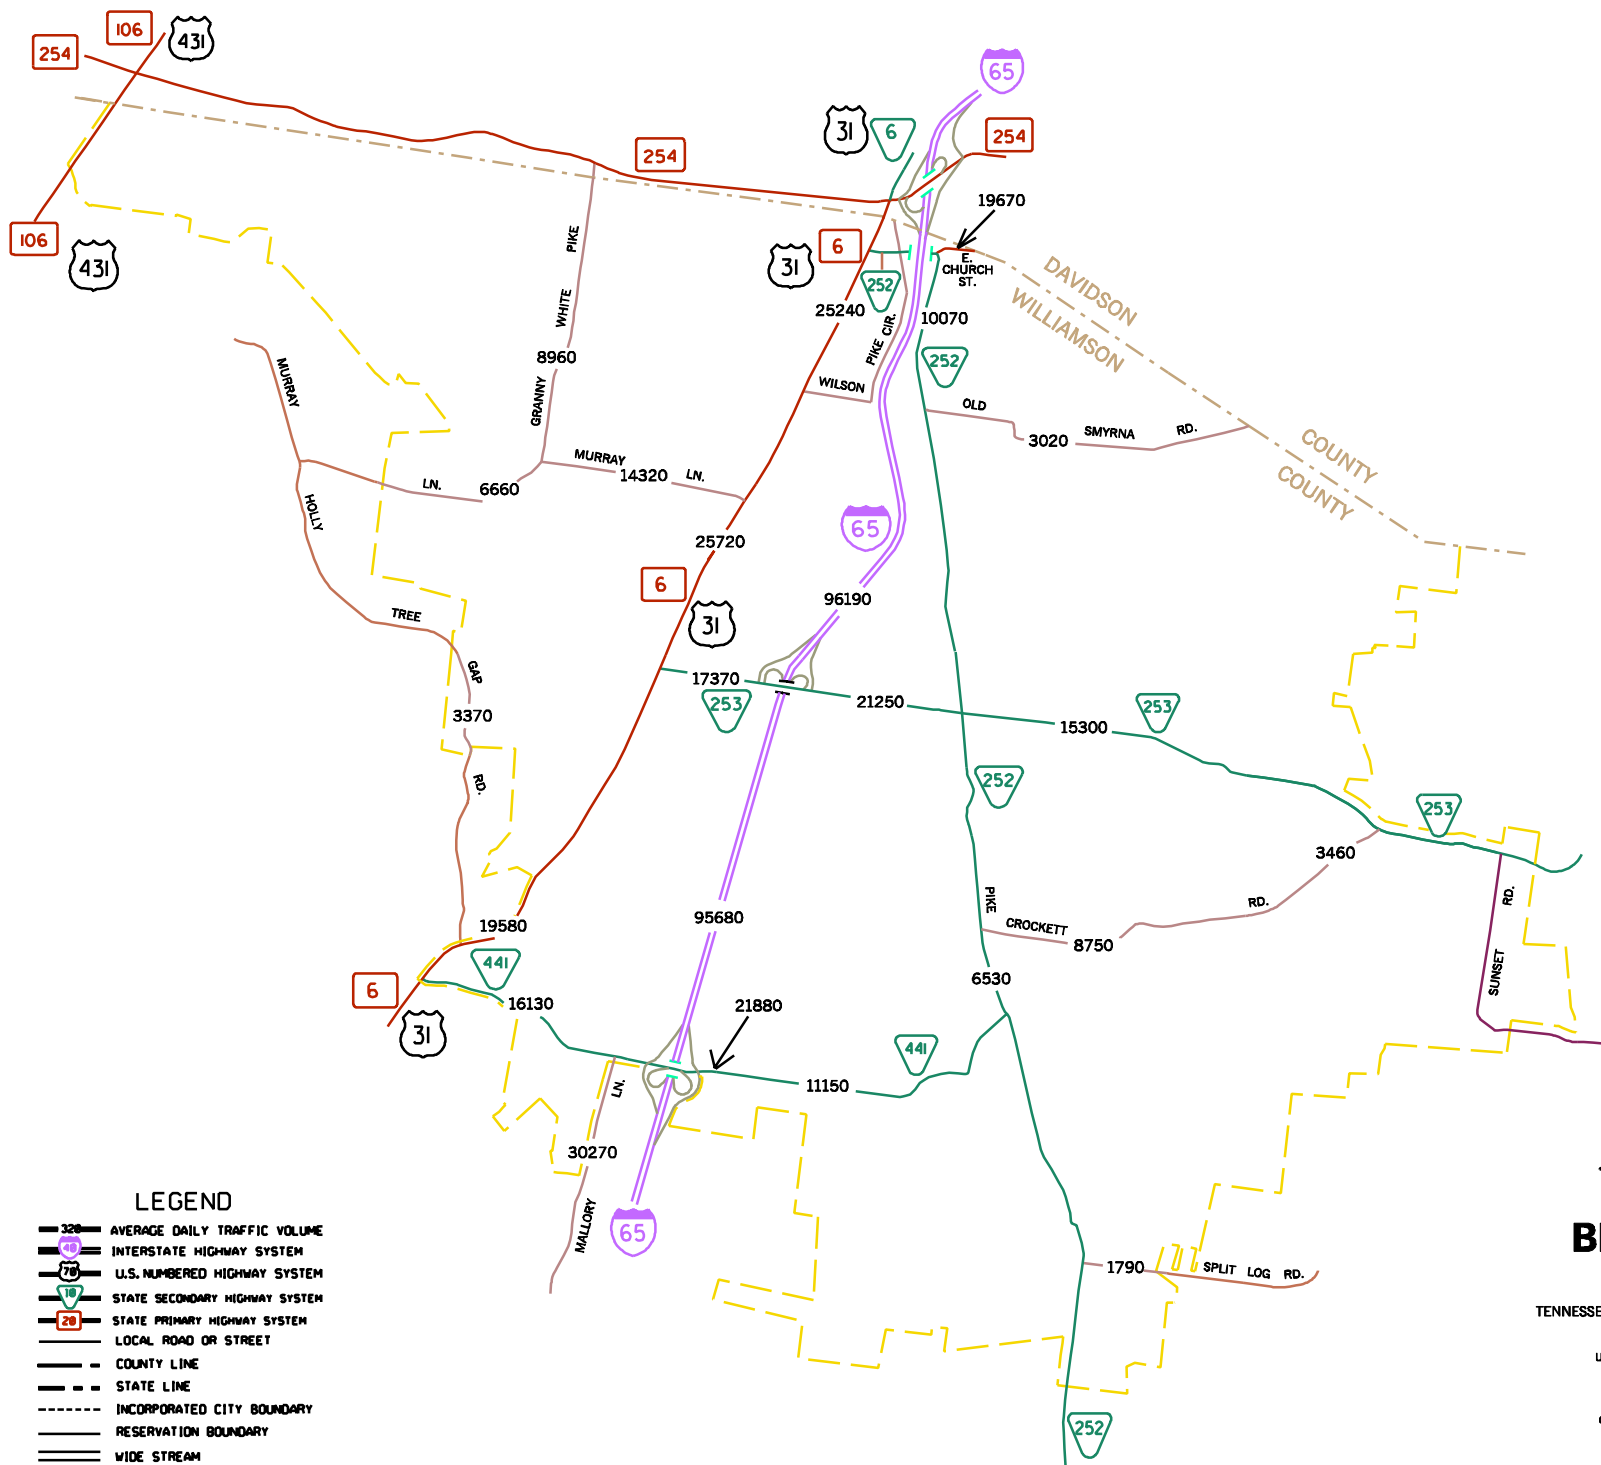 106
431
254
65
31
6
254
254
19670
106
431
PIKE
6
31
E.
CHURCH
ST.
252
DAVIDSON
WILLIAMSON
WHITE
25240
10070
PIKE CIR.
8960
252
MURRAY
GRANNY
WILSON
OLD
3020
SMYRNA
RD.
COUNTY
COUNTY
MURRAY
14320
LN.
LN.
6660
HOLLY
65
25720
6
31
96190
TREE
GAP
17370
253
21250
15300
253
3370
RD.
252
253
3460
PIKE
CROCKETT
8750
RD.
RD.
SUNSET
19580
441
95680
6530
6
31
16130
21880
441
11150
LN.
30270
MALLORY
65
1790
SPLIT LOG RD.
252
LEGEND
320 AVERAGE DAILY TRAFFIC VOLUME
40 INTERSTATE HIGHWAY SYSTEM
70 U.S. NUMBERED HIGHWAY SYSTEM
10 STATE SECONDARY HIGHWAY SYSTEM
20 STATE PRIMARY HIGHWAY SYSTEM
LOCAL ROAD OR STREET
COUNTY LINE
STATE LINE
INCORPORATED CITY BOUNDARY
RESERVATION BOUNDARY
WIDE STREAM
TENNESSE